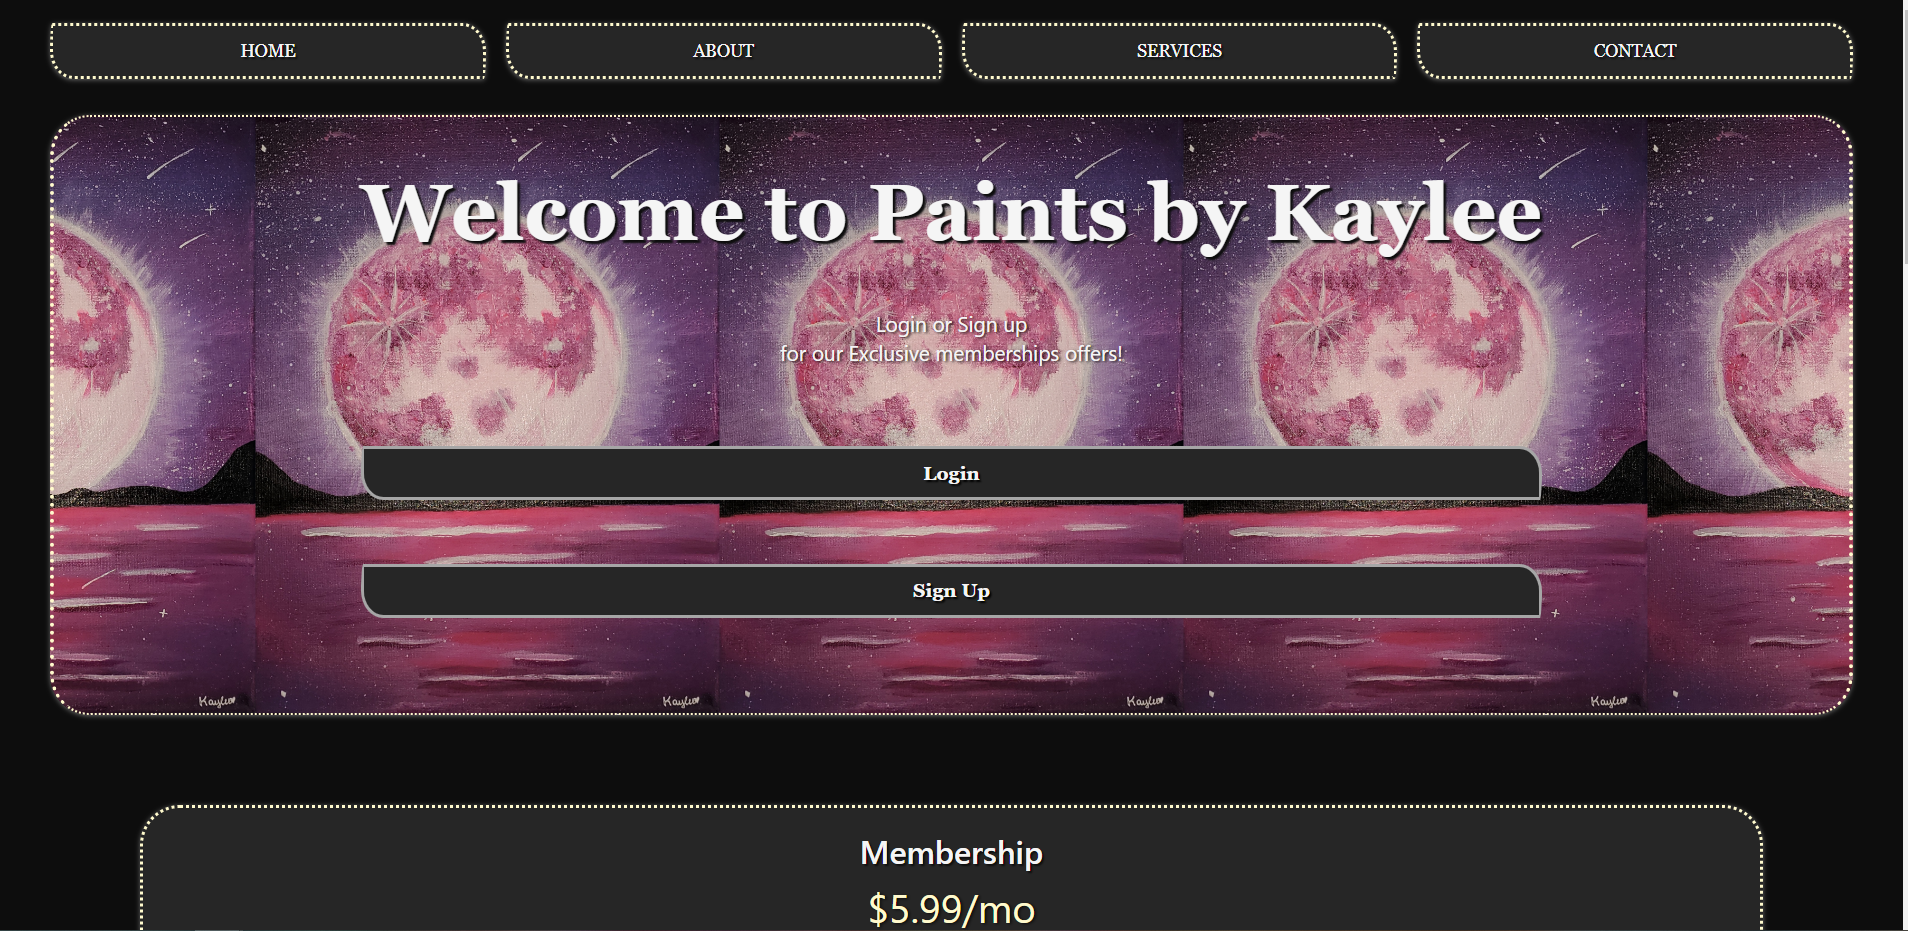 HOME
ABOUT
SERVICES
CONTACT
Welcome to Paints by Kaylee
Login or Sign up
for our Exclusive memberships offers!
Login
Sign Up
Kaylee
Kaylee
Kaylee
Kaylee
Membership
$5.99/mo